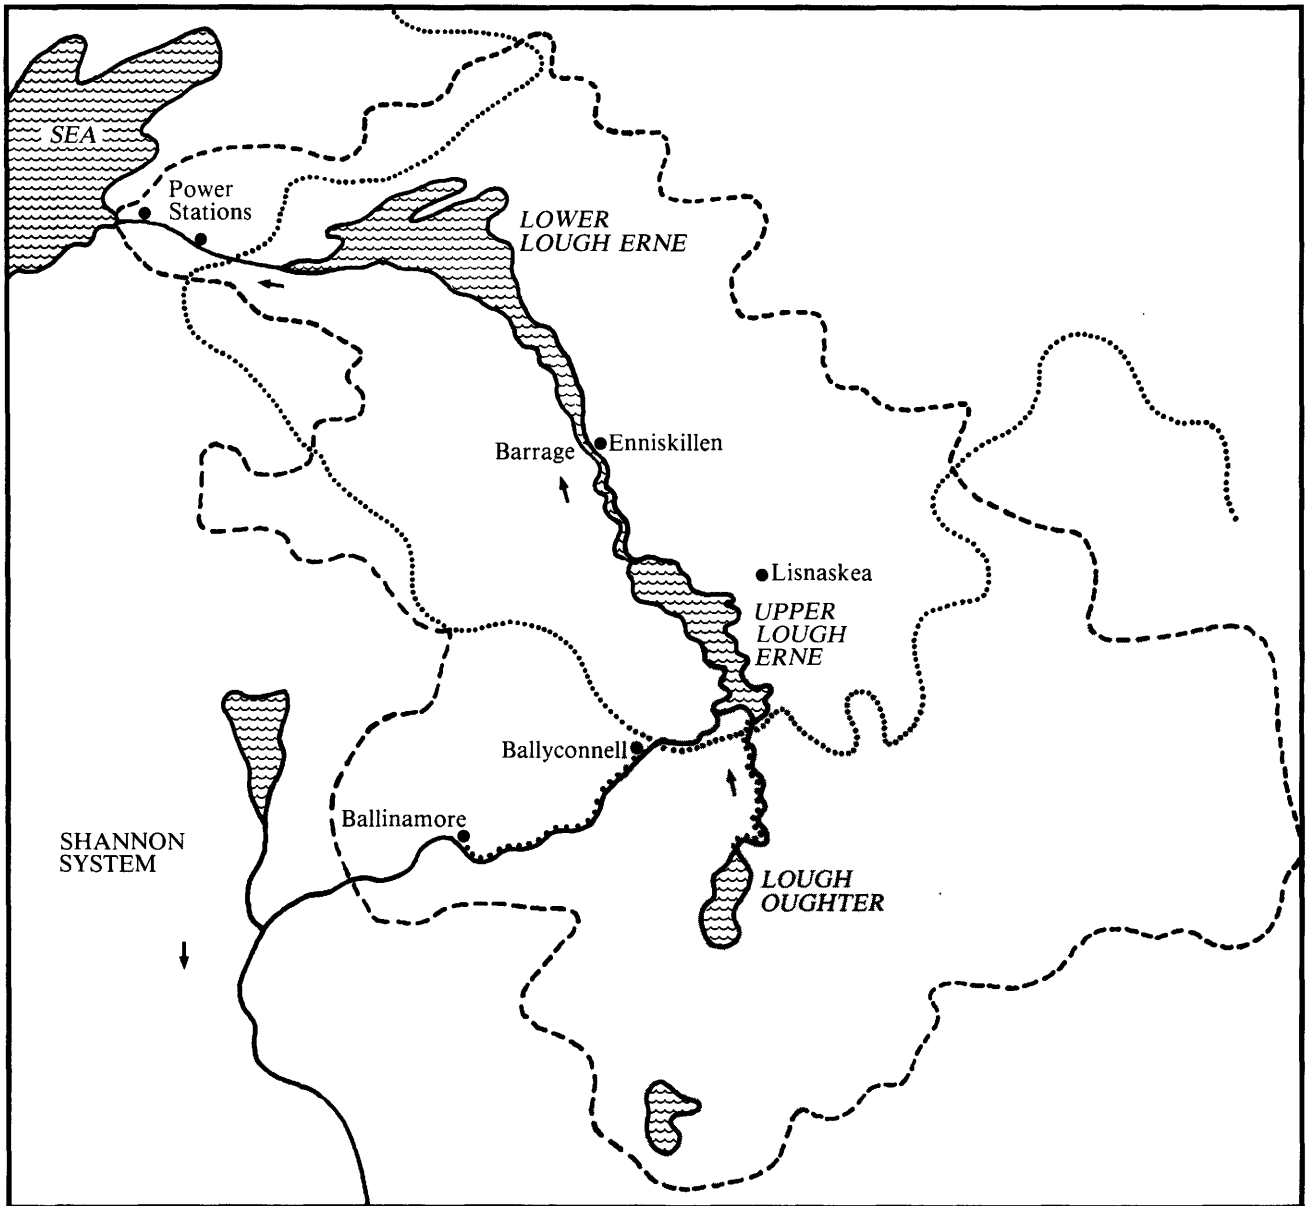 SEA
Power
Stations
LOWER
LOUGH ERNE
Barrage
Enniskillen
Lisnaskea
UPPER
LOUGH
ERNE
Ballyconnell
Ballinamore
SHANNON
SYSTEM
LOUGH
OUGHTER